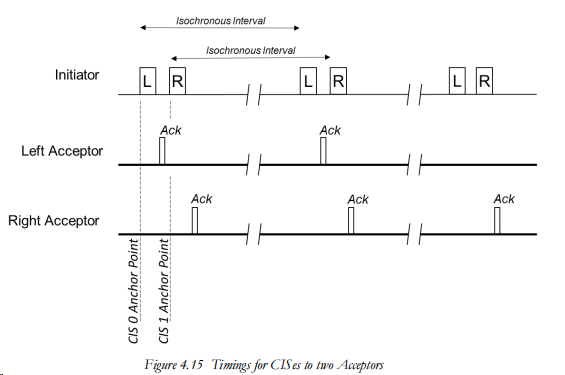 Isochronous Interval
Isochronous Interval
Initiator
L R L R L R
Ack Ack
Left Acceptor
Ack Ack Ack
Right Acceptor
CIS 0 Anchor Point
CIS 1 Anchor Point
Figure 4.15 Timings for CISes to two Acceptors